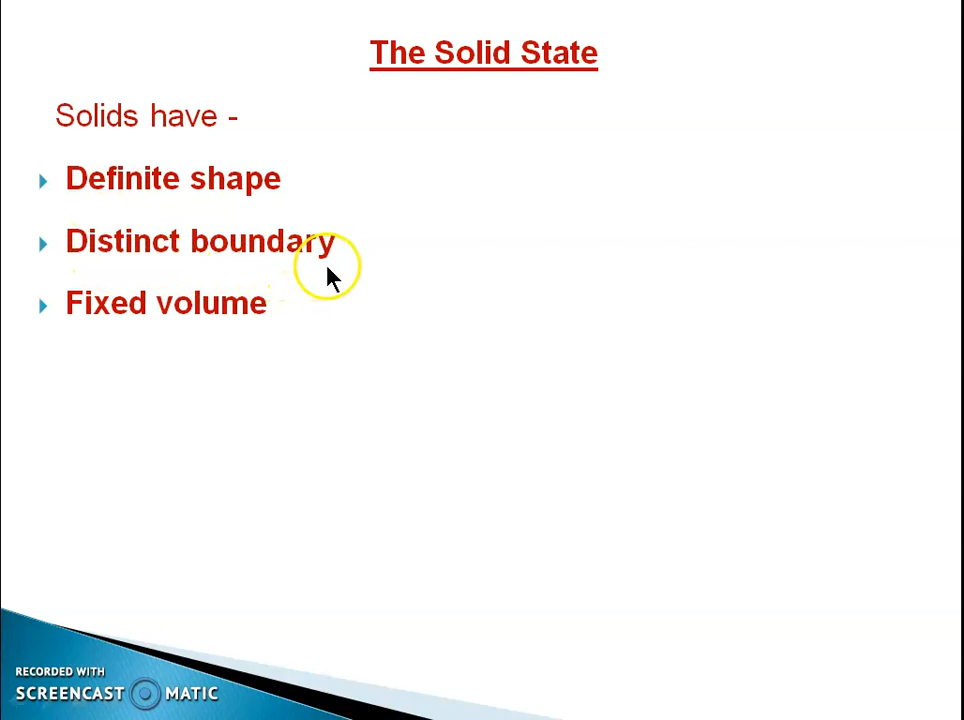 The Solid State
Solids have -
Definite shape
Distinct boundary
Fixed volume
RECORDED WITH
SCREENCAST MATIC